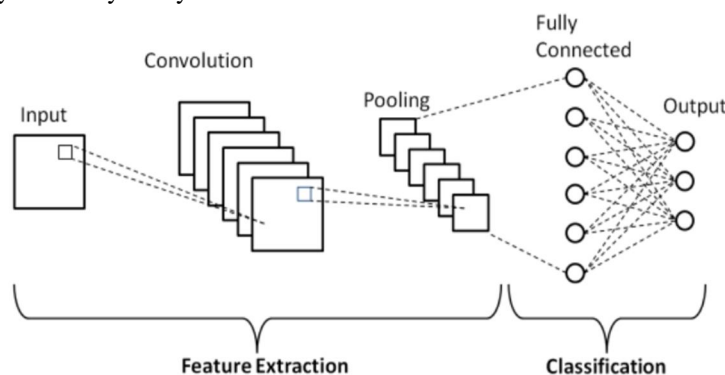 Fully
Connected
Convolution
Pooling
Input
Output
Feature Extraction
Classification